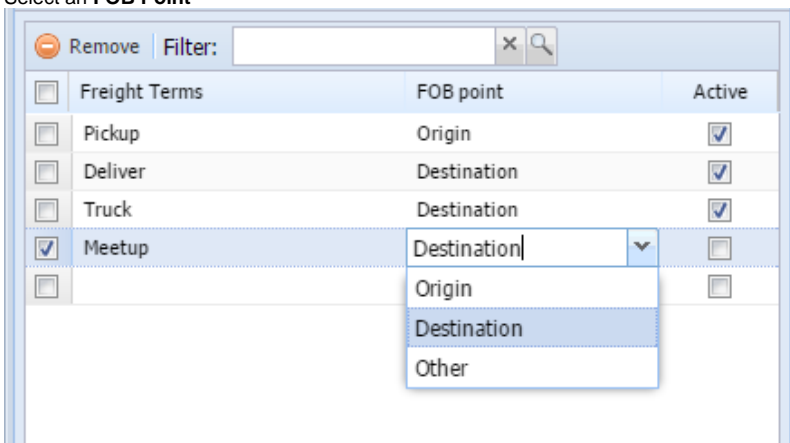 Select an FOB Point
Remove Filter:
Freight Terms FOB point Active
Pickup Origin
Deliver Destination
Truck Destination
Meetup Destination
Origin
Destination
Other